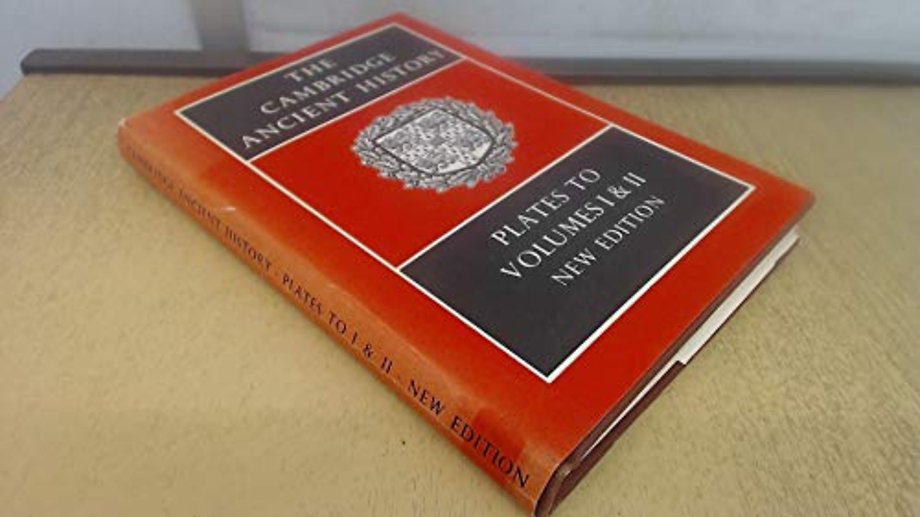 THE
CAMBRIDGE
ANCIENT HISTORY
PLATES TO
VOLUMES I & II
NEW EDITION
CAMBRIDGE ANCIENT HISTORY · PLATES TO I & II · NEW EDITION